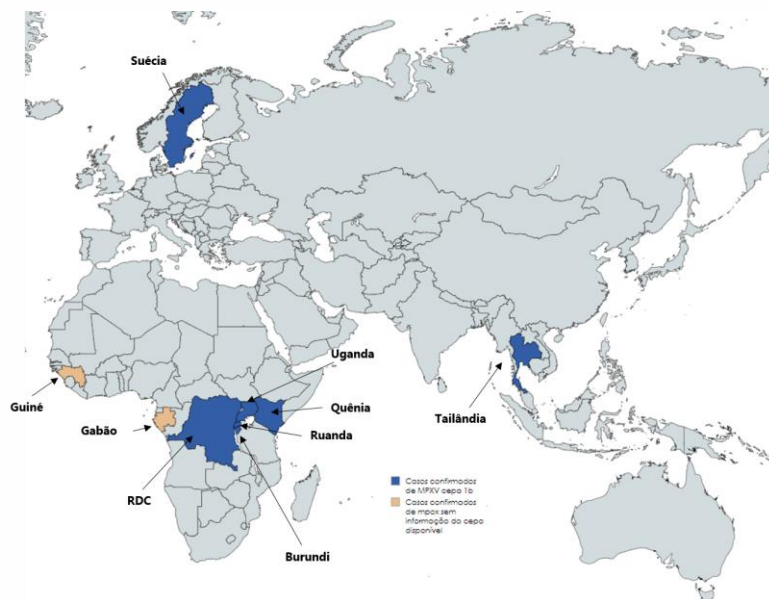 Suécia
Uganda
Guiné
Quênia
Tailândia
Gabão
Ruanda
RDC
Casos confirmados
de MPXV cepa 1b
Casos confirmados
de mpox sem
informação da cepa
disponível
Burundi